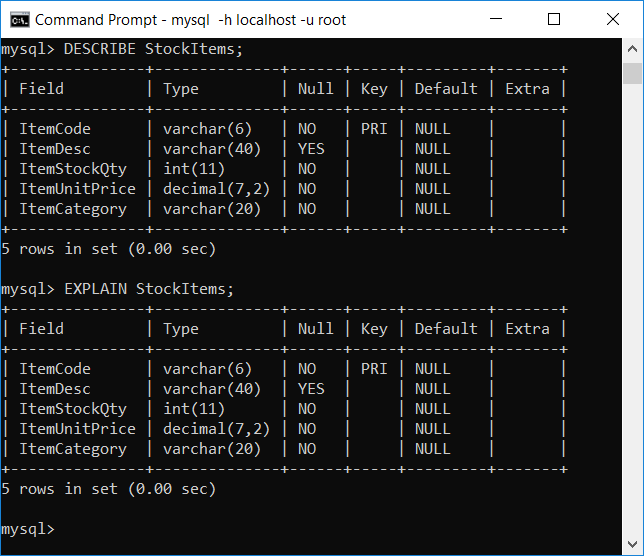 Command Prompt - mysql  -h localhost -u root
mysql> DESCRIBE StockItems;
+---------------+--------------+------+-----+---------+-------+
| Field         | Type         | Null | Key | Default | Extra |
+---------------+--------------+------+-----+---------+-------+
| ItemCode      | varchar(6)   | NO   | PRI | NULL    |       |
| ItemDesc      | varchar(40)  | YES  |     | NULL    |       |
| ItemStockQty  | int(11)      | NO   |     | NULL    |       |
| ItemUnitPrice | decimal(7,2) | NO   |     | NULL    |       |
| ItemCategory  | varchar(20)  | NO   |     | NULL    |       |
+---------------+--------------+------+-----+---------+-------+
5 rows in set (0.00 sec)

mysql> EXPLAIN StockItems;
+---------------+--------------+------+-----+---------+-------+
| Field         | Type         | Null | Key | Default | Extra |
+---------------+--------------+------+-----+---------+-------+
| ItemCode      | varchar(6)   | NO   | PRI | NULL    |       |
| ItemDesc      | varchar(40)  | YES  |     | NULL    |       |
| ItemStockQty  | int(11)      | NO   |     | NULL    |       |
| ItemUnitPrice | decimal(7,2) | NO   |     | NULL    |       |
| ItemCategory  | varchar(20)  | NO   |     | NULL    |       |
+---------------+--------------+------+-----+---------+-------+
5 rows in set (0.00 sec)

mysql>